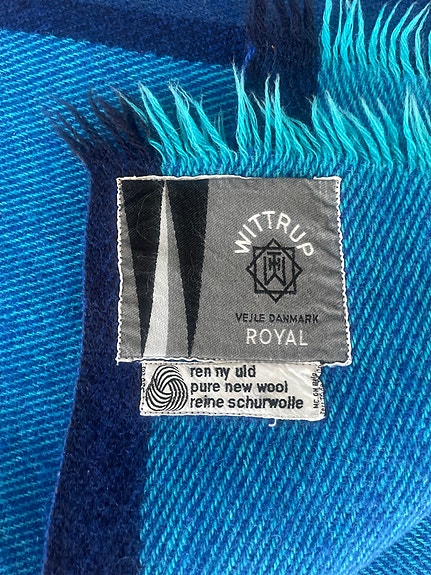 WITTRUP
VEJLE DANMARK
ROYAL
ren ny uld
pure new wool
reine schurwolle